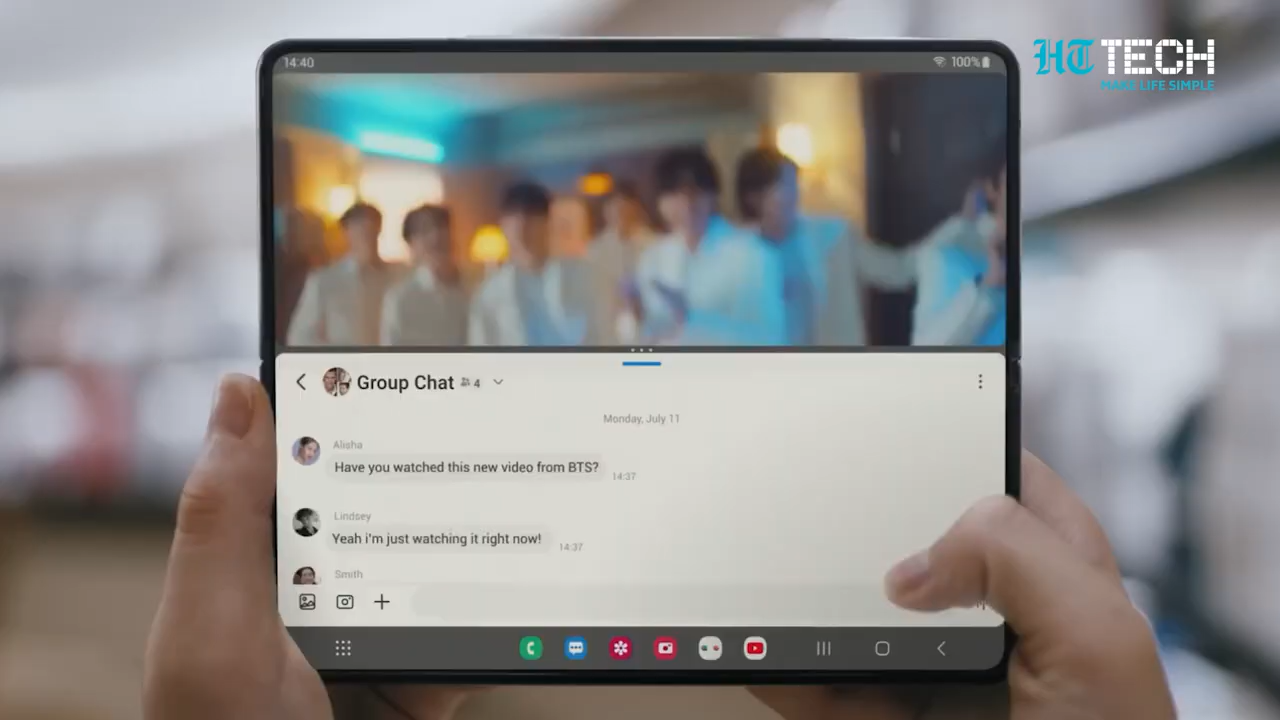 14:40
100%
HT TECH
MAKE LIFE SIMPLE
Group Chat 4
Monday, July 11
Alisha
Have you watched this new video from BTS?
14:37
Lindsey
Yeah i'm just watching it right now!
14:37
Smith